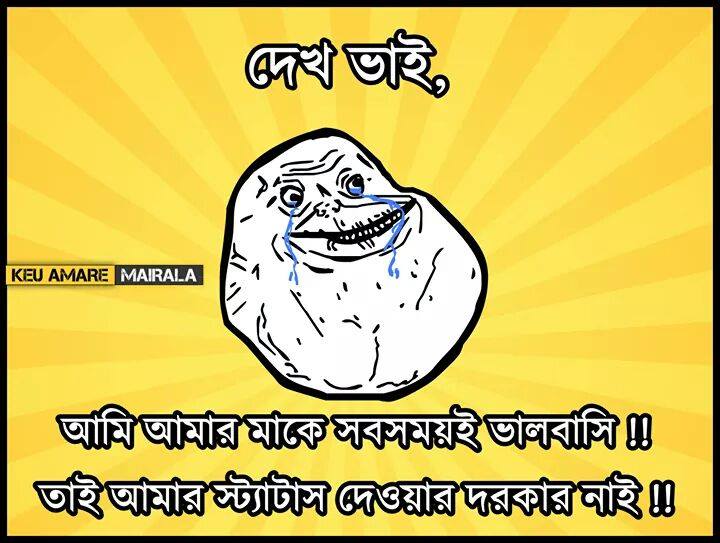 দেখ ভাই,
KEU AMARE MAIRALA
আমি আমার মাকে সবসময়ই ভালবাসি !!
তাই আমার স্ট্যাটাস দেওয়ার দরকার নাই !!